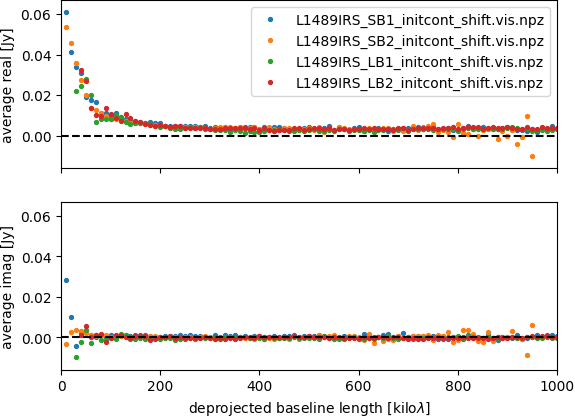 0.06
0.04
0.02
0.00
average real [Jy]
L1489IRS_SB1_initcont_shift.vis.npz
L1489IRS_SB2_initcont_shift.vis.npz
L1489IRS_LB1_initcont_shift.vis.npz
L1489IRS_LB2_initcont_shift.vis.npz
0.06
0.04
0.02
0.00
average imag [Jy]
0 200 400 600 800 1000
deprojected baseline length [kiloλ]